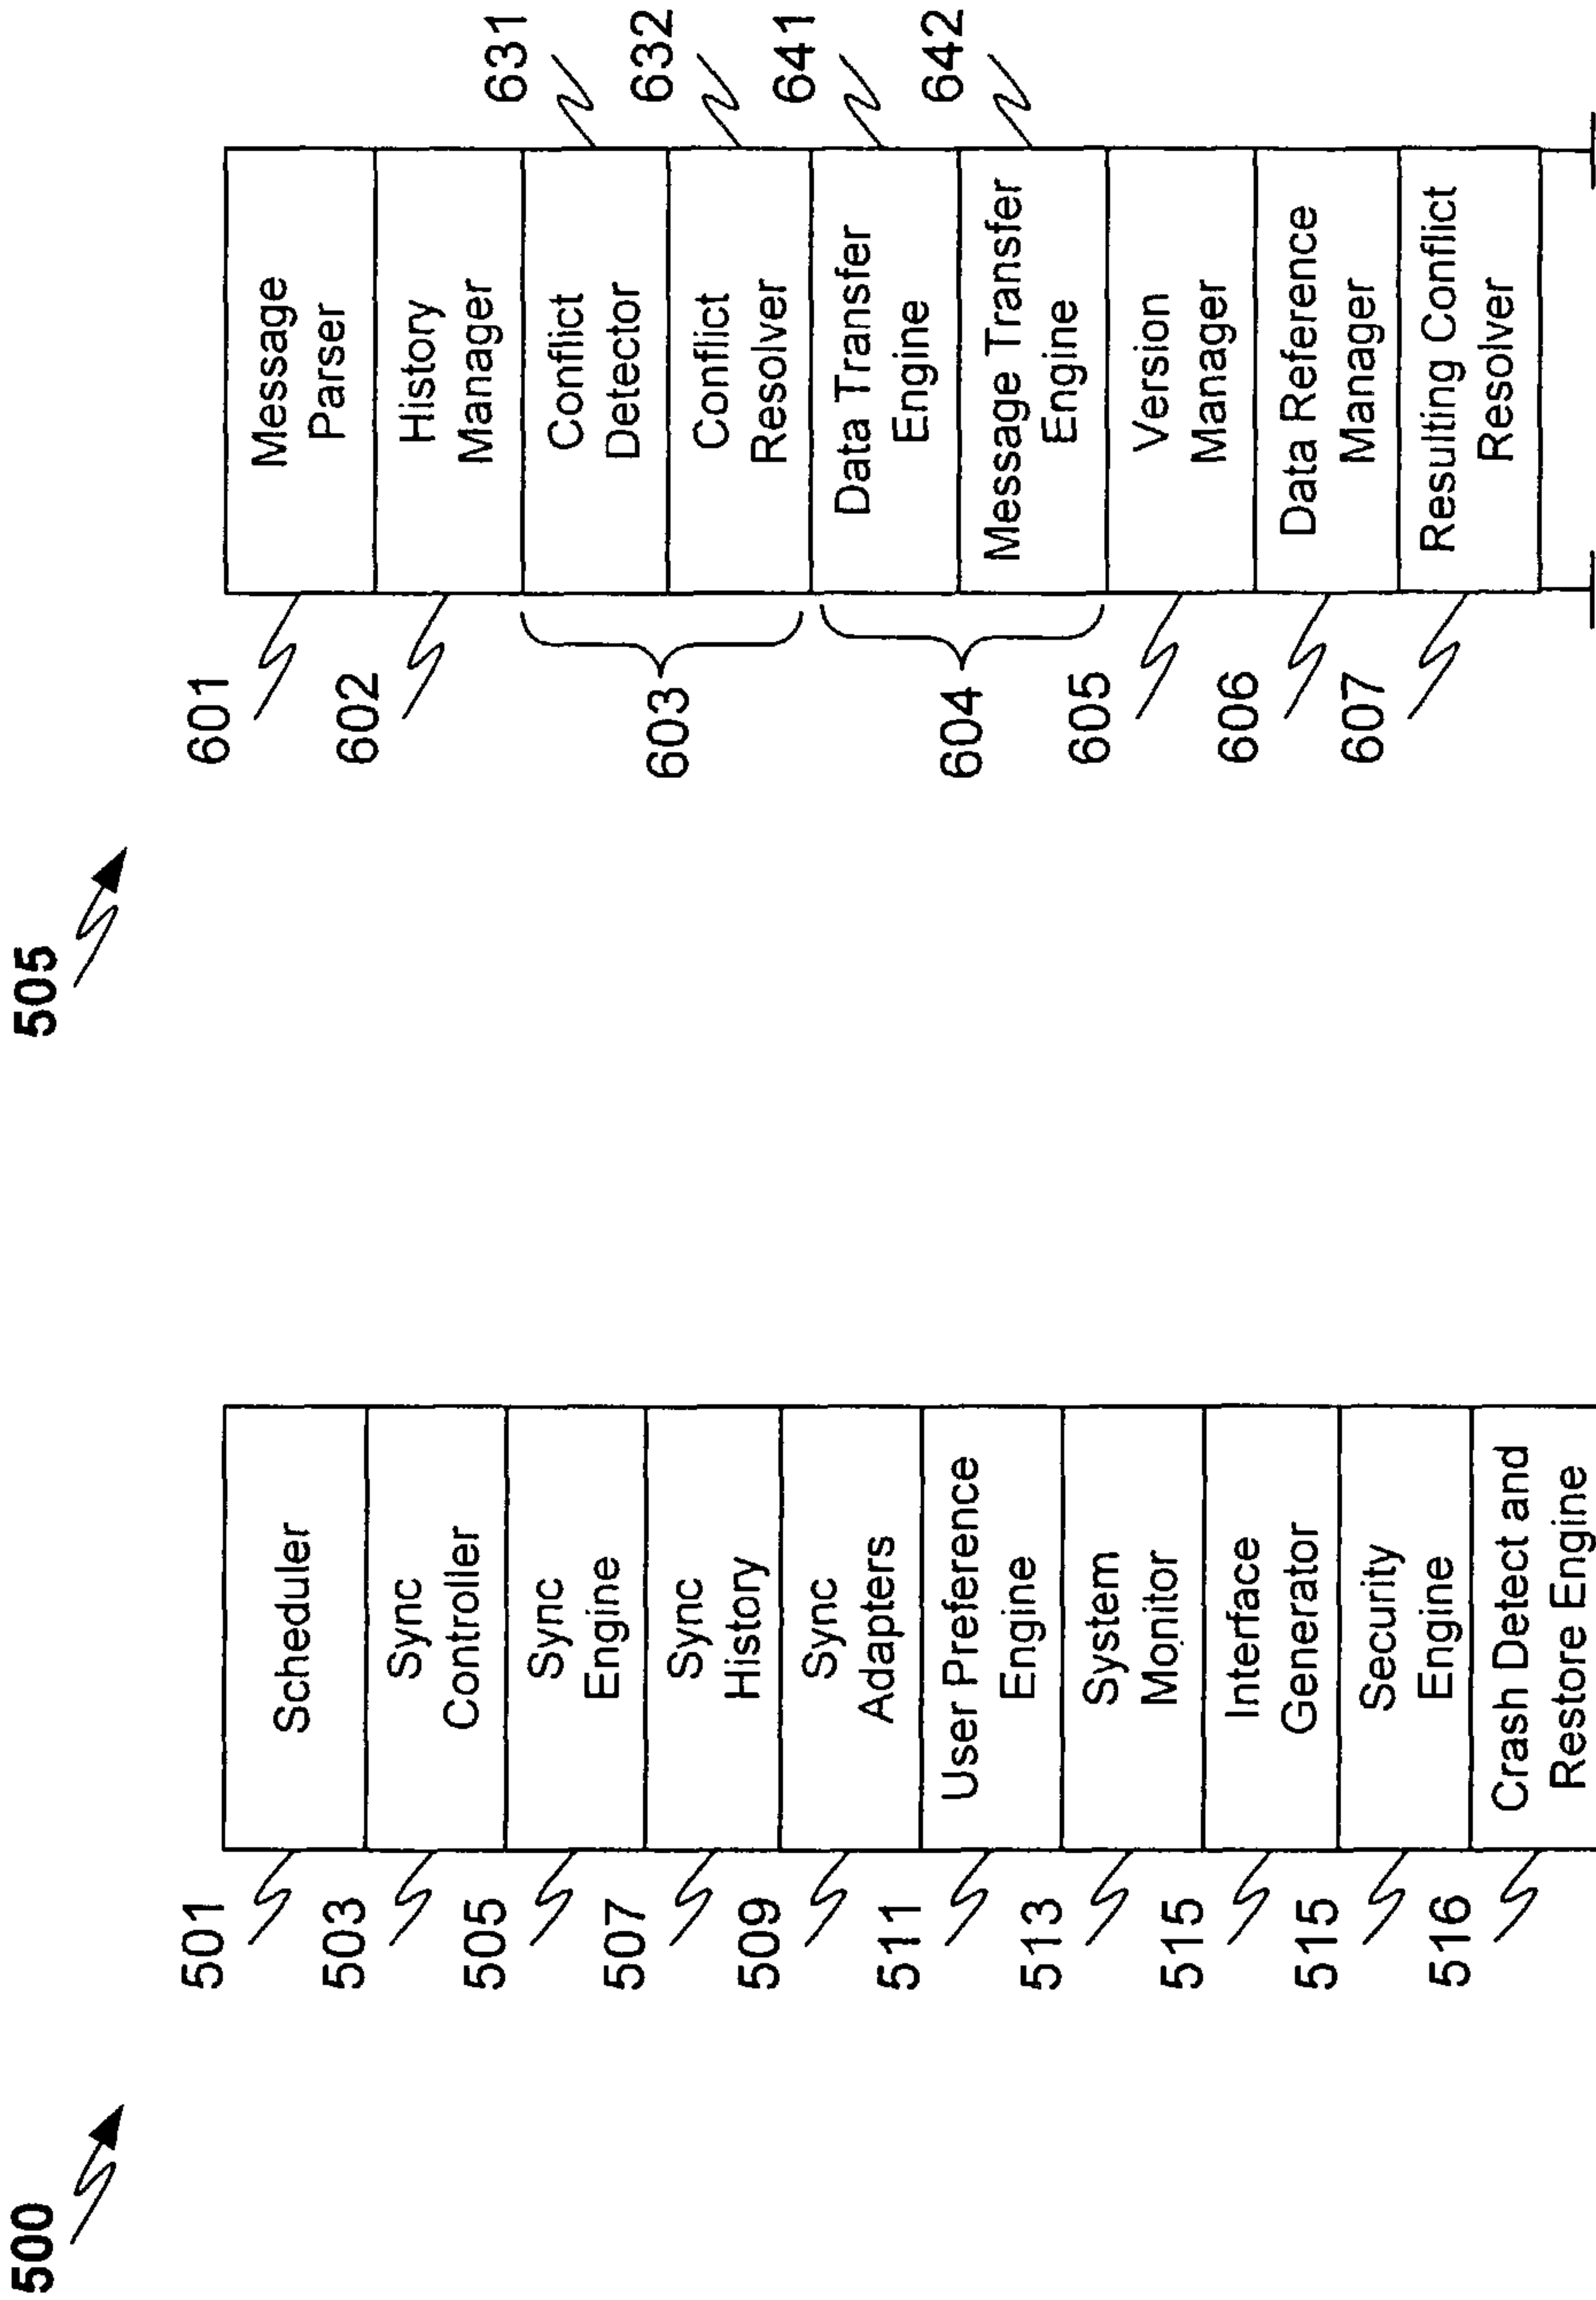 500
501
Scheduler
503
Sync
Controller
505
Sync
Engine
507
Sync
History
509
Sync
Adapters
511
User Preference
Engine
513
System
Monitor
515
Interface
Generator
515
Security
Engine
516
Crash Detect and
Restore Engine
505
601
Message
Parser
602
History
Manager
603
Conflict
Detector
631
Conflict
Resolver
632
604
Data Transfer
Engine
641
Message Transfer
Engine
642
605
Version
Manager
606
Data Reference
Manager
607
Resulting Conflict
Resolver